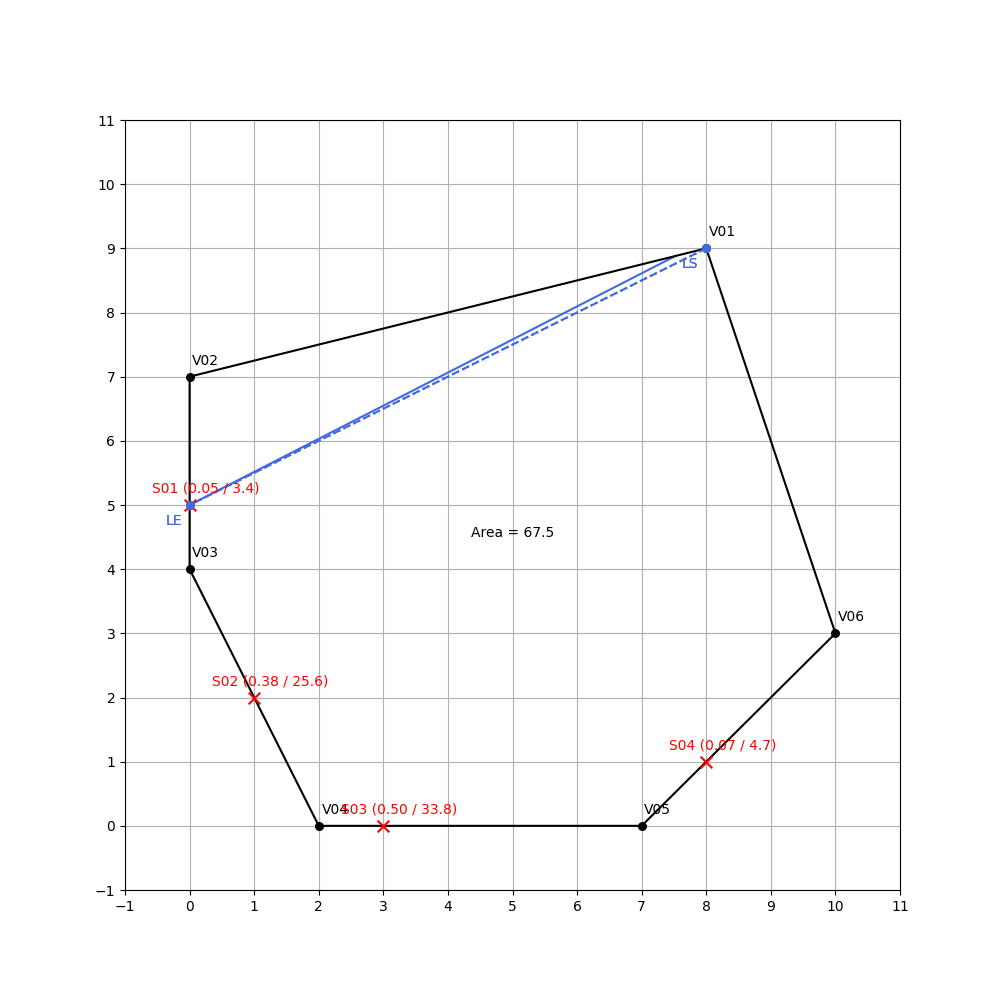 11
10
9
8
7
6
5
4
3
2
1
0
−1
−1 0 1 2 3 4 5 6 7 8 9 10 11
V01
LS
V02
S01 (0.05 / 3.4)
LE
Area = 67.5
V03
V06
S02 (0.38 / 25.6)
S04 (0.07 / 4.7)
V04
S03 (0.50 / 33.8)
V05